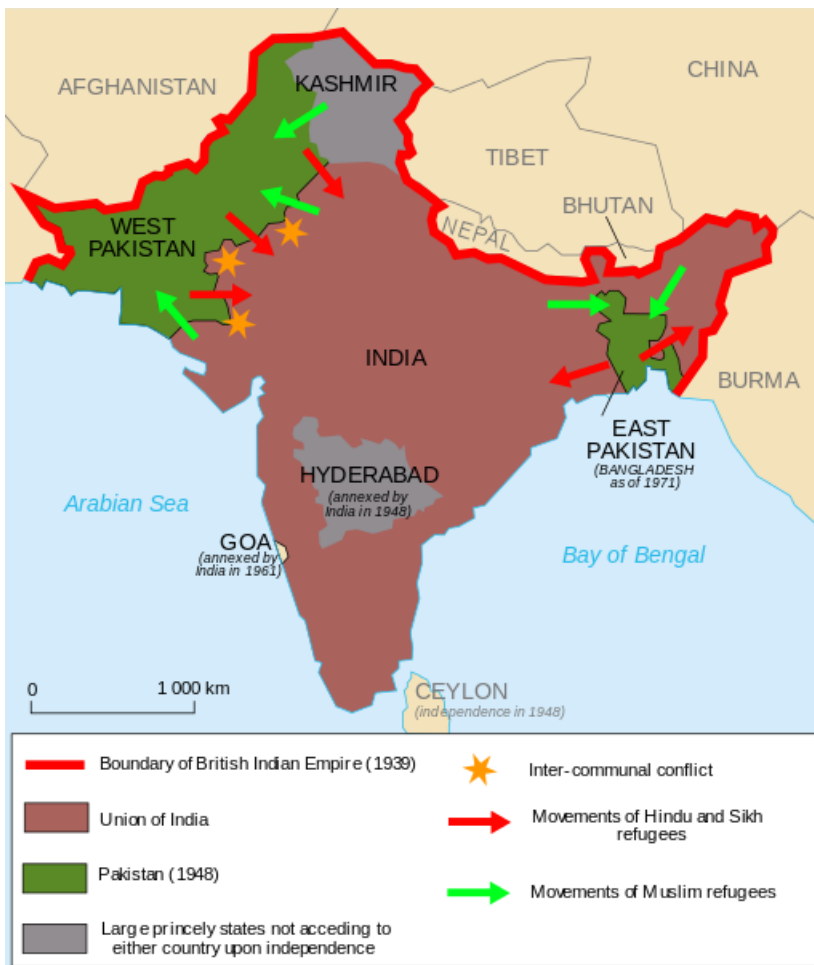 AFGHANISTAN
KASHMIR
CHINA
TIBET
BHUTAN
NEPAL
WEST
PAKISTAN
INDIA
BURMA
EAST
PAKISTAN
(BANGLADESH
as of 1971)
HYDERABAD
(annexed by
India in 1948)
Arabian Sea
GOA
(annexed by
India in 1961)
Bay of Bengal
0 1 000 km
CEYLON
(independence in 1948)
Boundary of British Indian Empire (1939)
Union of India
Pakistan (1948)
Large princely states not acceding to
either country upon independence
Inter-communal conflict
Movements of Hindu and Sikh
refugees
Movements of Muslim refugees